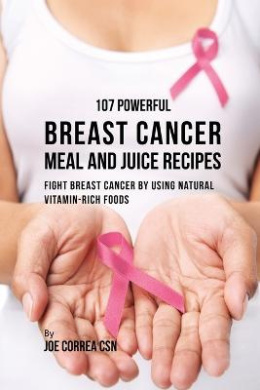 107 POWERFUL
BREAST CANCER
MEAL AND JUICE RECIPES
FIGHT BREAST CANCER BY USING NATURAL
VITAMIN-RICH FOODS
By
JOE CORREA CSN